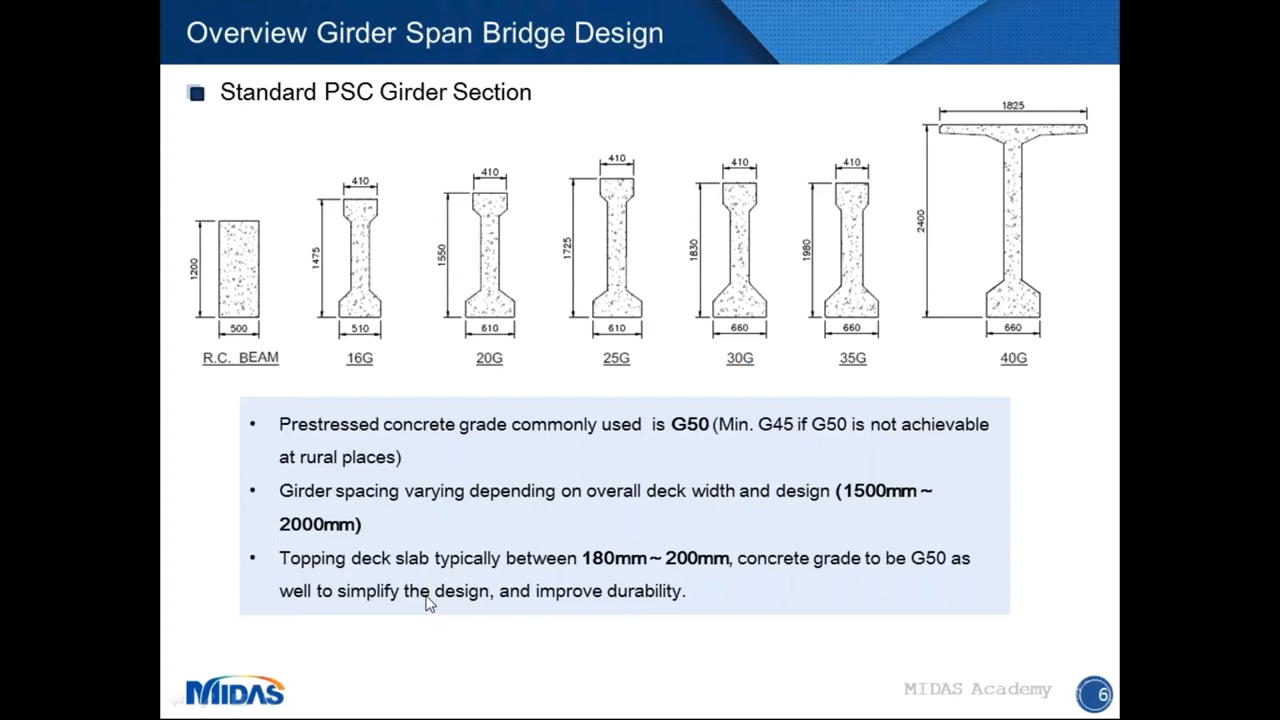 Overview Girder Span Bridge Design
Standard PSC Girder Section
1200
500
R.C. BEAM
410
1475
510
16G
410
1550
610
20G
410
1725
610
25G
410
1830
660
30G
410
1980
660
35G
1825
2400
660
40G
• Prestressed concrete grade commonly used is G50 (Min. G45 if G50 is not achievable
at rural places)
• Girder spacing varying depending on overall deck width and design (1500mm ~
2000mm)
• Topping deck slab typically between 180mm ~ 200mm, concrete grade to be G50 as
well to simplify the design, and improve durability.
MIDAS
MIDAS Academy
6